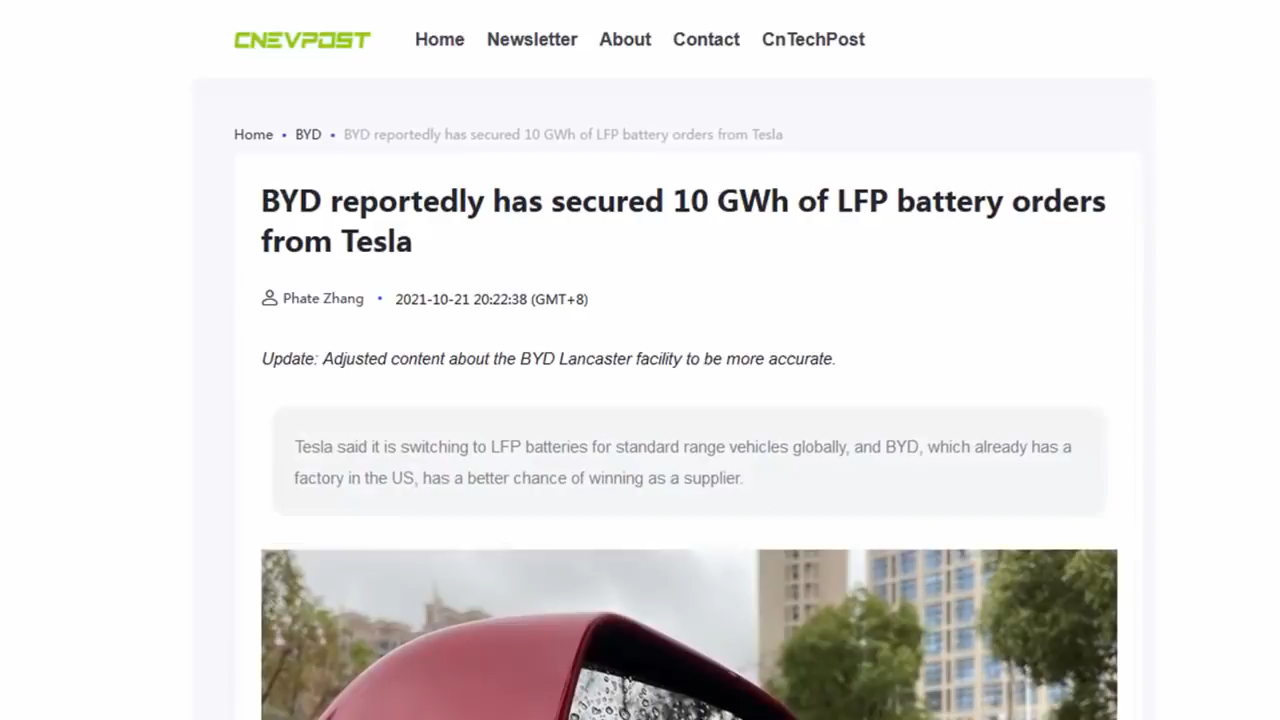 CNEVPOST Home Newsletter About Contact CnTechPost
Home • BYD • BYD reportedly has secured 10 GWh of LFP battery orders from Tesla
BYD reportedly has secured 10 GWh of LFP battery orders
from Tesla
Phate Zhang • 2021-10-21 20:22:38 (GMT+8)
Update: Adjusted content about the BYD Lancaster facility to be more accurate.
Tesla said it is switching to LFP batteries for standard range vehicles globally, and BYD, which already has a
factory in the US, has a better chance of winning as a supplier.